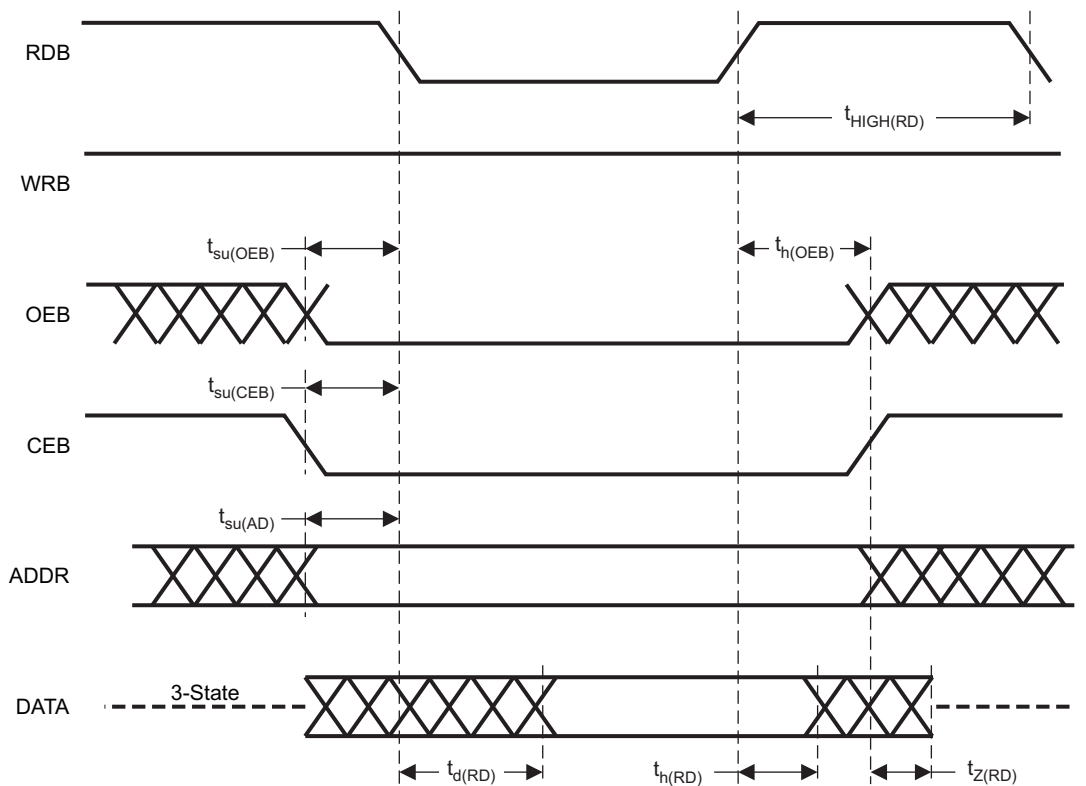 RDB
tHIGH(RD)
WRB
tsu(OEB)
th(OEB)
OEB
tsu(CEB)
CEB
tsu(AD)
ADDR
3-State
DATA
td(RD)
th(RD)
tZ(RD)